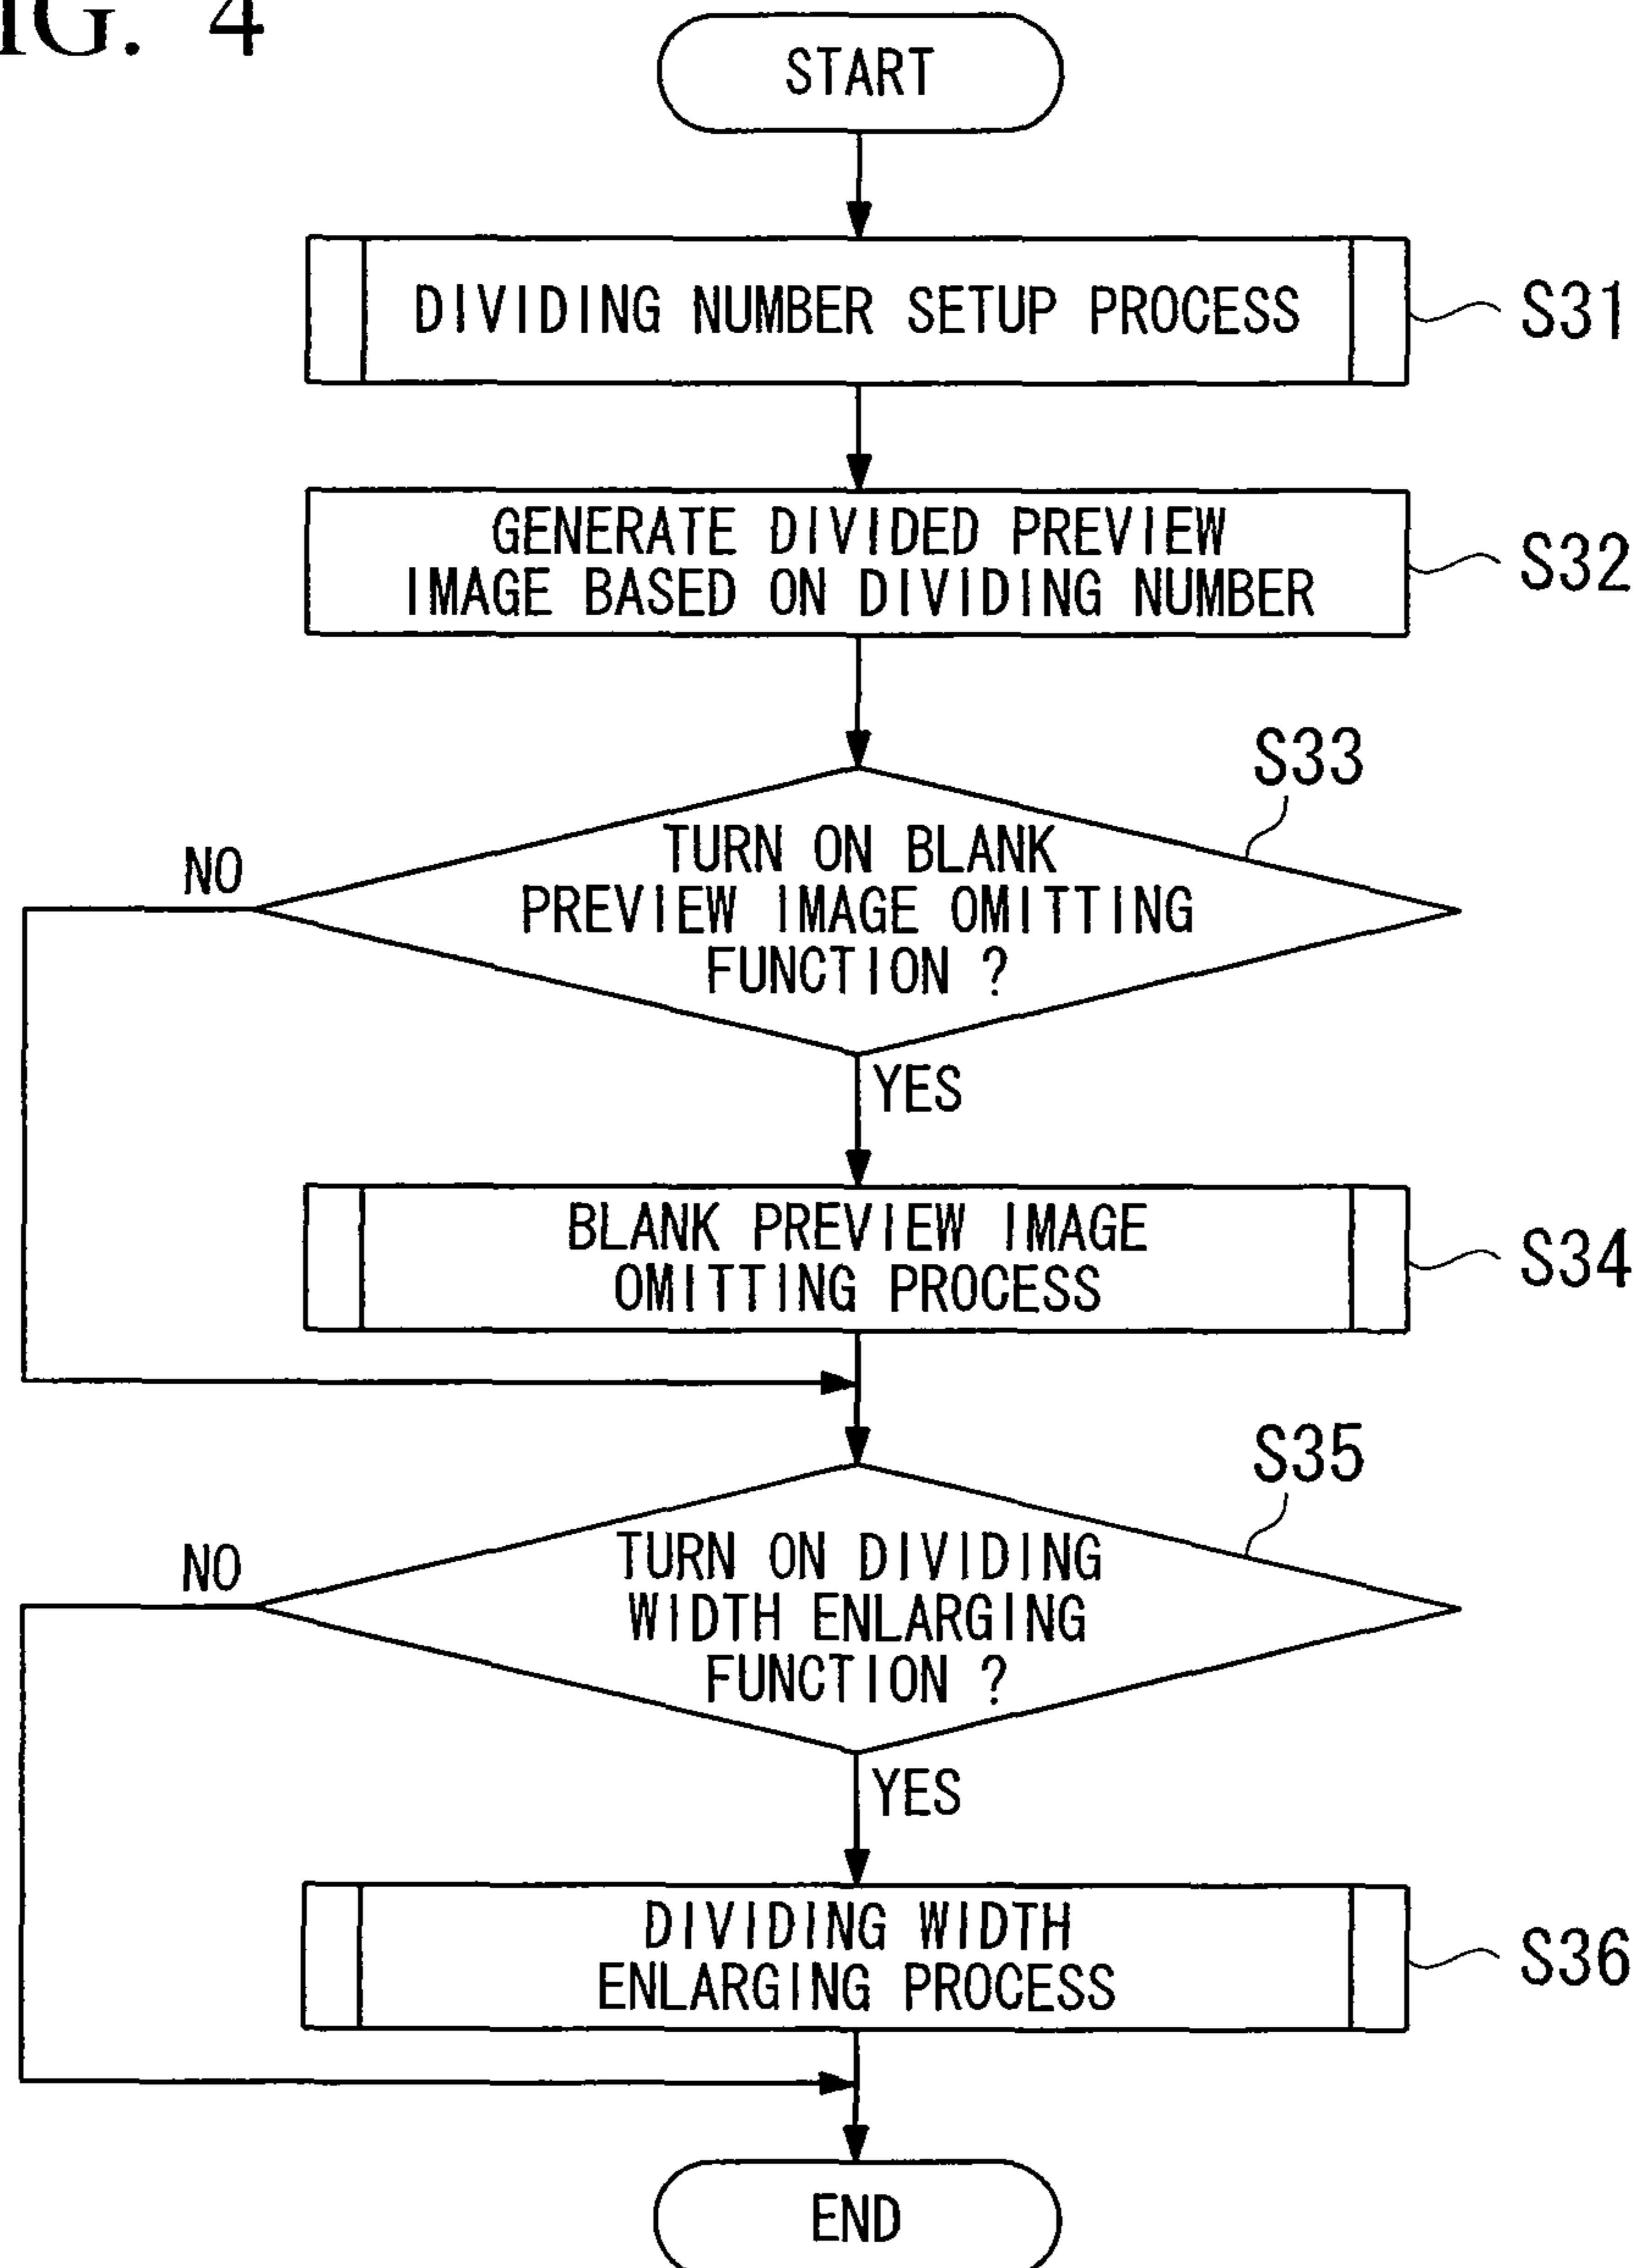 IG. 4
START
DIVIDING NUMBER SETUP PROCESS
S31
GENERATE DIVIDED PREVIEW
IMAGE BASED ON DIVIDING NUMBER
S32
S33
TURN ON BLANK
PREVIEW IMAGE OMITTING
FUNCTION ?
NO
YES
BLANK PREVIEW IMAGE
OMITTING PROCESS
S34
S35
TURN ON DIVIDING
WIDTH ENLARGING
FUNCTION ?
NO
YES
DIVIDING WIDTH
ENLARGING PROCESS
S36
END